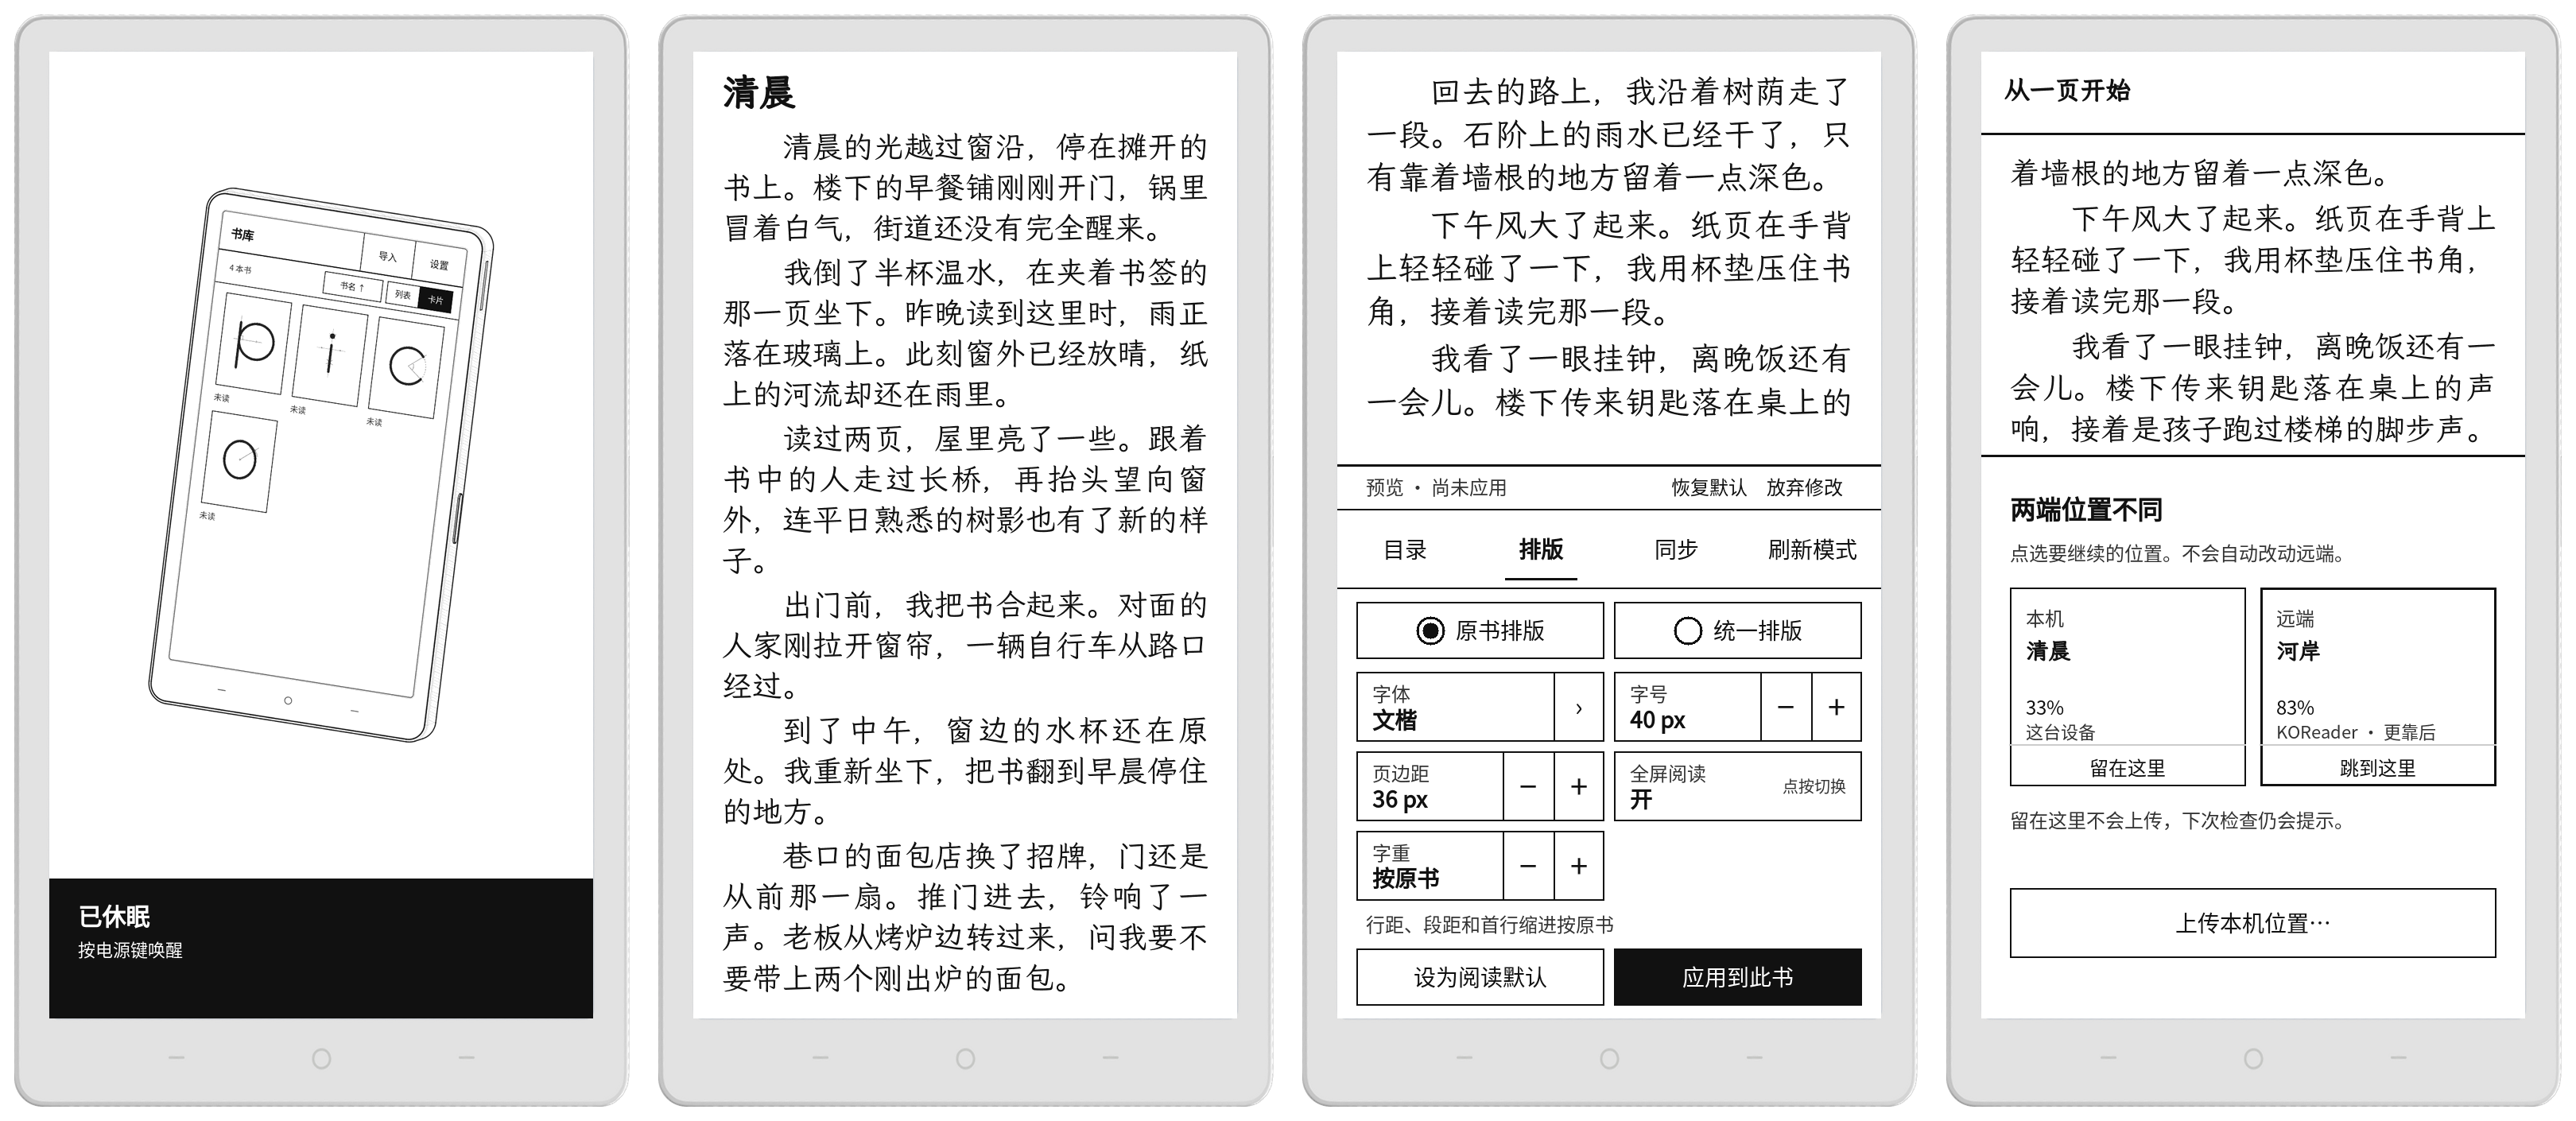 书库
导入
设置
4 本书
书名 ↑
列表
卡片
未读
未读
未读
未读
已休眠
按电源键唤醒
清晨
清晨的光越过窗沿，停在摊开的
书上。楼下的早餐铺刚刚开门，锅里
冒着白气，街道还没有完全醒来。
我倒了半杯温水，在夹着书签的
那一页坐下。昨晚读到这里时，雨正
落在玻璃上。此刻窗外已经放晴，纸
上的河流却还在雨里。
读过两页，屋里亮了一些。跟着
书中的人走过长桥，再抬头望向窗
外，连平日熟悉的树影也有了新的样
子。
出门前，我把书合起来。对面的
人家刚拉开窗帘，一辆自行车从路口
经过。
到了中午，窗边的水杯还在原
处。我重新坐下，把书翻到早晨停住
的地方。
巷口的面包店换了招牌，门还是
从前那一扇。推门进去，铃响了一
声。老板从烤炉边转过来，问我要不
要带上两个刚出炉的面包。
回去的路上，我沿着树荫走了
一段。石阶上的雨水已经干了，只
有靠着墙根的地方留着一点深色。
下午风大了起来。纸页在手背
上轻轻碰了一下，我用杯垫压住书
角，接着读完那一段。
我看了一眼挂钟，离晚饭还有
一会儿。楼下传来钥匙落在桌上的
预览 · 尚未应用
恢复默认
放弃修改
目录
排版
同步
刷新模式
原书排版
统一排版
字体
文楷
›
字号
40 px
− +
页边距
36 px
− +
全屏阅读
开
点按切换
字重
按原书
− +
行距、段距和首行缩进按原书
设为阅读默认
应用到此书
从一页开始
着墙根的地方留着一点深色。
下午风大了起来。纸页在手背上
轻轻碰了一下，我用杯垫压住书角，
接着读完那一段。
我看了一眼挂钟，离晚饭还有一
会儿。楼下传来钥匙落在桌上的声
响，接着是孩子跑过楼梯的脚步声。
两端位置不同
点选要继续的位置。不会自动改动远端。
本机
清晨
33%
这台设备
留在这里
远端
河岸
83%
KOReader · 更靠后
跳到这里
留在这里不会上传，下次检查仍会提示。
上传本机位置…